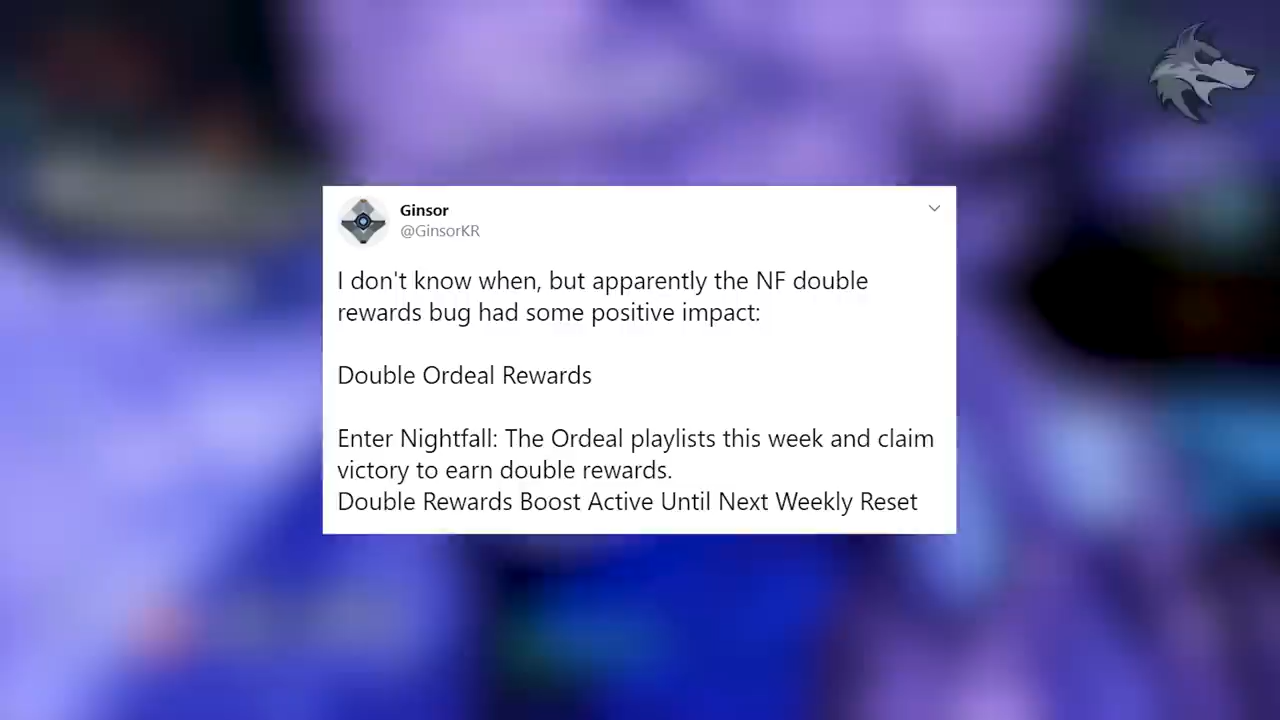 Ginsor
@GinsorKR
I don't know when, but apparently the NF double
rewards bug had some positive impact:
Double Ordeal Rewards
Enter Nightfall: The Ordeal playlists this week and claim
victory to earn double rewards.
Double Rewards Boost Active Until Next Weekly Reset